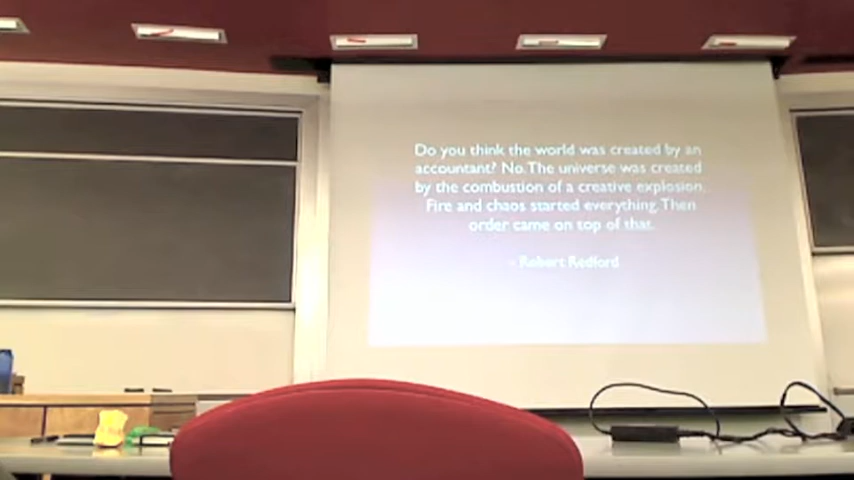 Do you think the world was created by an
accountant? No. The universe was created
by the combustion of a creative explosion.
Fire and chaos started everything. Then
order came on top of that.
- Robert Redford